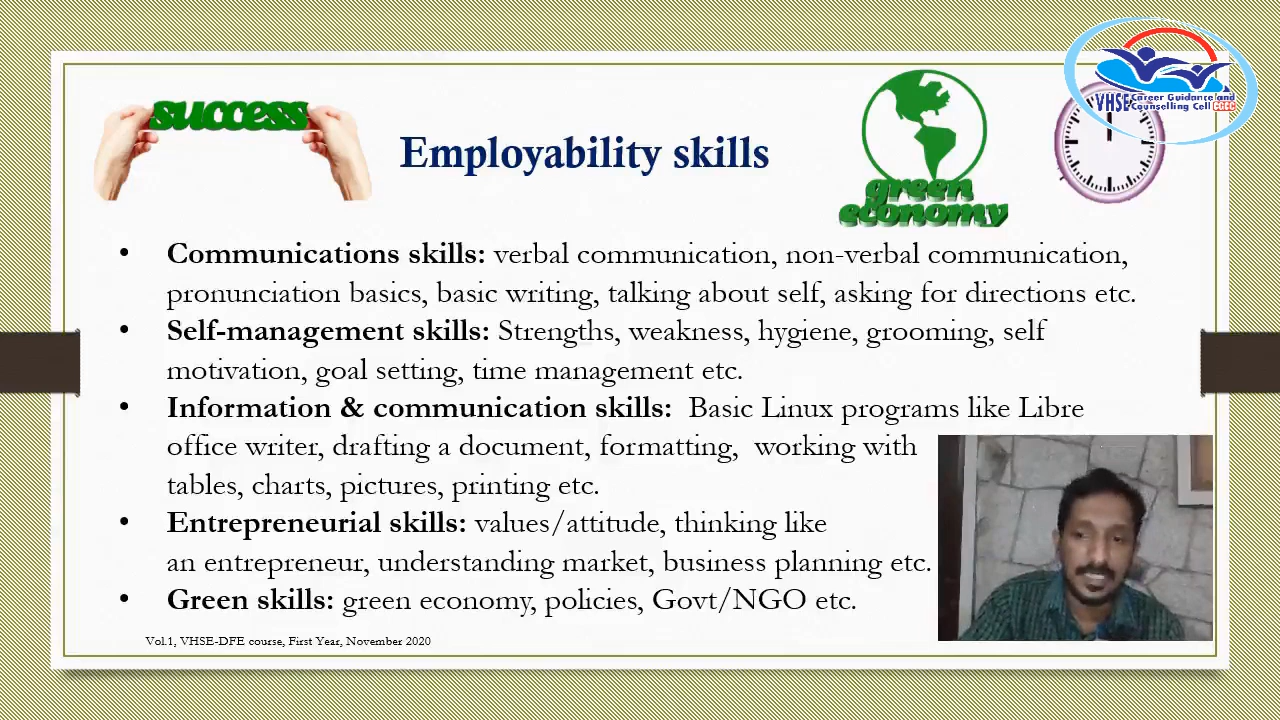 success
Employability skills
green
economy
VHSE Career Guidance and
Counselling Cell CGCC
• Communications skills: verbal communication, non-verbal communication,
pronunciation basics, basic writing, talking about self, asking for directions etc.
• Self-management skills: Strengths, weakness, hygiene, grooming, self
motivation, goal setting, time management etc.
• Information & communication skills: Basic Linux programs like Libre
office writer, drafting a document, formatting, working with
tables, charts, pictures, printing etc.
• Entrepreneurial skills: values/attitude, thinking like
an entrepreneur, understanding market, business planning etc.
• Green skills: green economy, policies, Govt/NGO etc.
Vol.1, VHSE-DFE course, First Year, November 2020